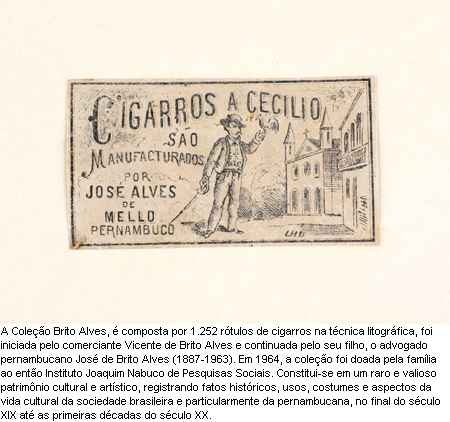 CIGARROS A CECILIO
SÃO
MANUFACTURADOS
POR
JOSÉ ALVES
DE
MELLO
PERNAMBUCO
A Coleção Brito Alves, é composta por 1.252 rótulos de cigarros na técnica litográfica, foi
iniciada pelo comerciante Vicente de Brito Alves e continuada pelo seu filho, o advogado
pernambucano José de Brito Alves (1887-1963). Em 1964, a coleção foi doada pela família
ao então Instituto Joaquim Nabuco de Pesquisas Sociais. Constitui-se em um raro e valioso
patrimônio cultural e artístico, registrando fatos históricos, usos, costumes e aspectos da
vida cultural da sociedade brasileira e particularmente da pernambucana, no final do século
XIX até as primeiras décadas do século XX.